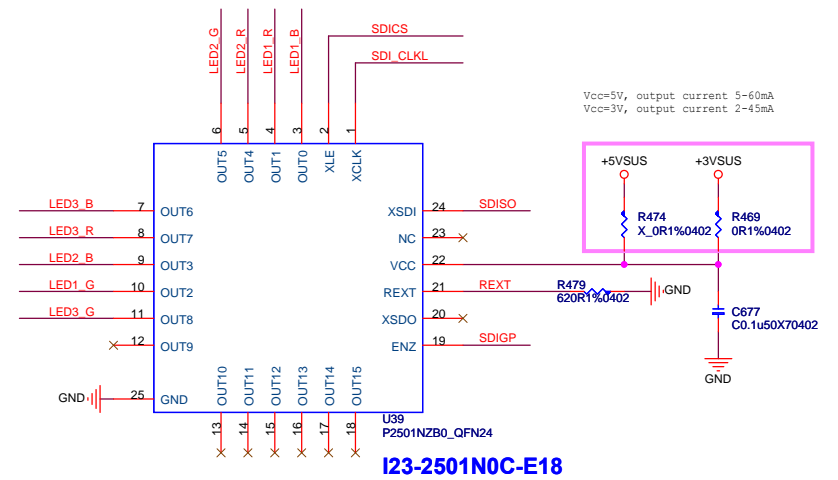 LED2_G
LED2_R
LED1_R
LED1_B
SDICS
SDI_CLKL
Vcc=5V, output current 5-60mA
Vcc=3V, output current 2-45mA
6
5
4
3
2
1
OUT5
OUT4
OUT1
OUT0
XLE
XCLK
+5VSUS
+3VSUS
R474
X_0R1%0402
R469
0R1%0402
LED3_B
7
OUT6
XSDI
24
SDISO
LED3_R
8
OUT7
NC
23
LED2_B
9
OUT3
VCC
22
LED1_G
10
OUT2
REXT
21
REXT
R479
620R1%0402
GND
LED3_G
11
OUT8
XSDO
20
C677
C0.1u50X70402
12
OUT9
ENZ
19
SDIGP
GND
GND
25
GND
OUT10
OUT11
OUT12
OUT13
OUT14
OUT15
13
14
15
16
17
18
U39
P2501NZB0_QFN24
I23-2501N0C-E18